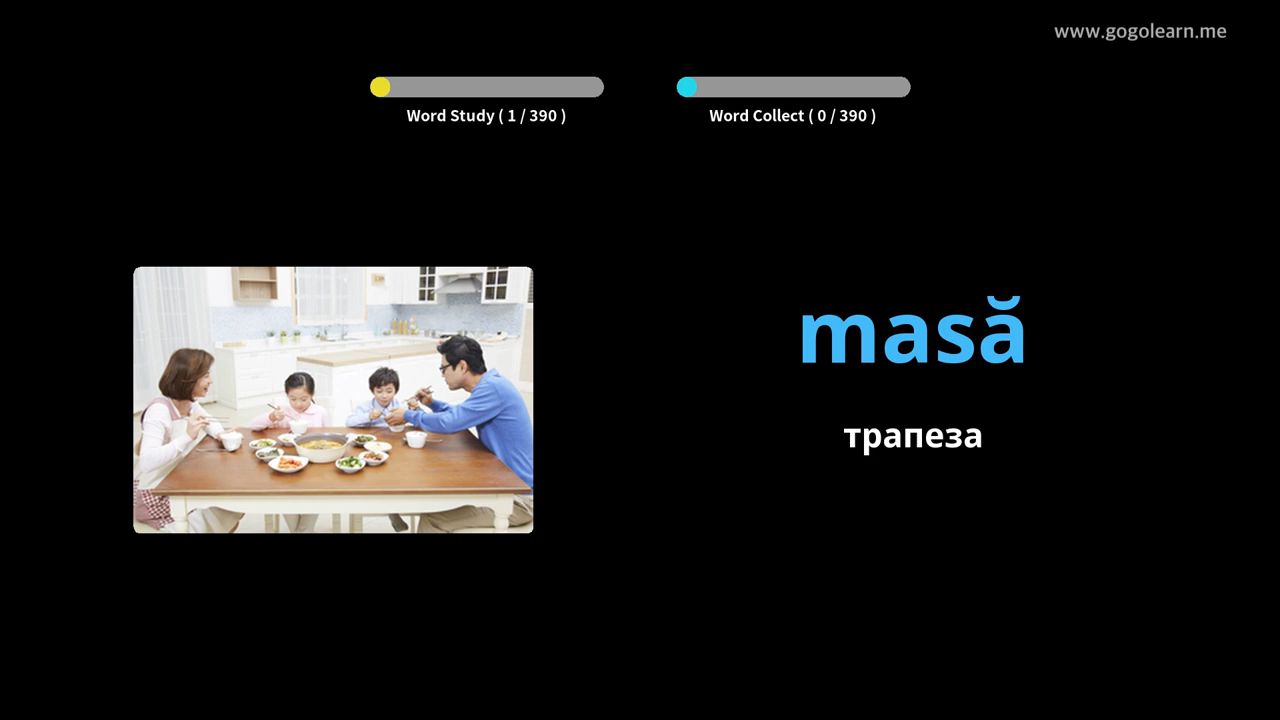 www.gogolearn.me
Word Study ( 1 / 390 )
Word Collect ( 0 / 390 )
masă
трапеза